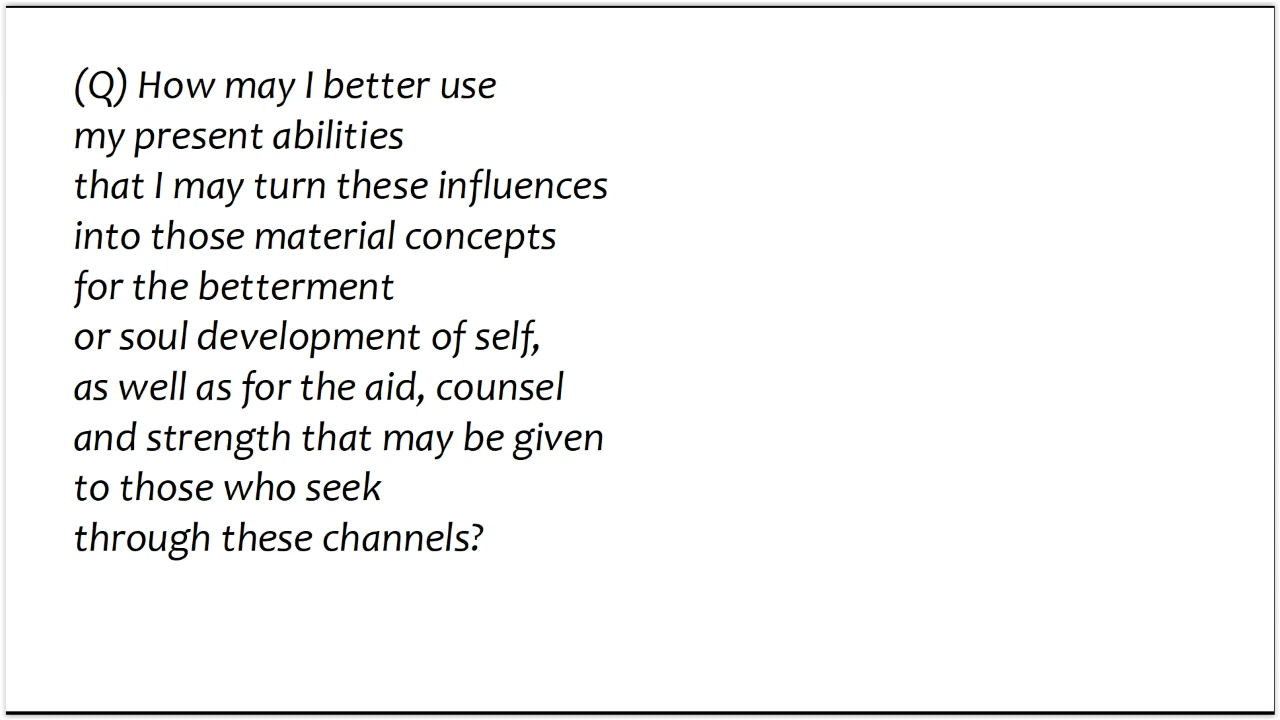 (Q) How may I better use
my present abilities
that I may turn these influences
into those material concepts
for the betterment
or soul development of self,
as well as for the aid, counsel
and strength that may be given
to those who seek
through these channels?